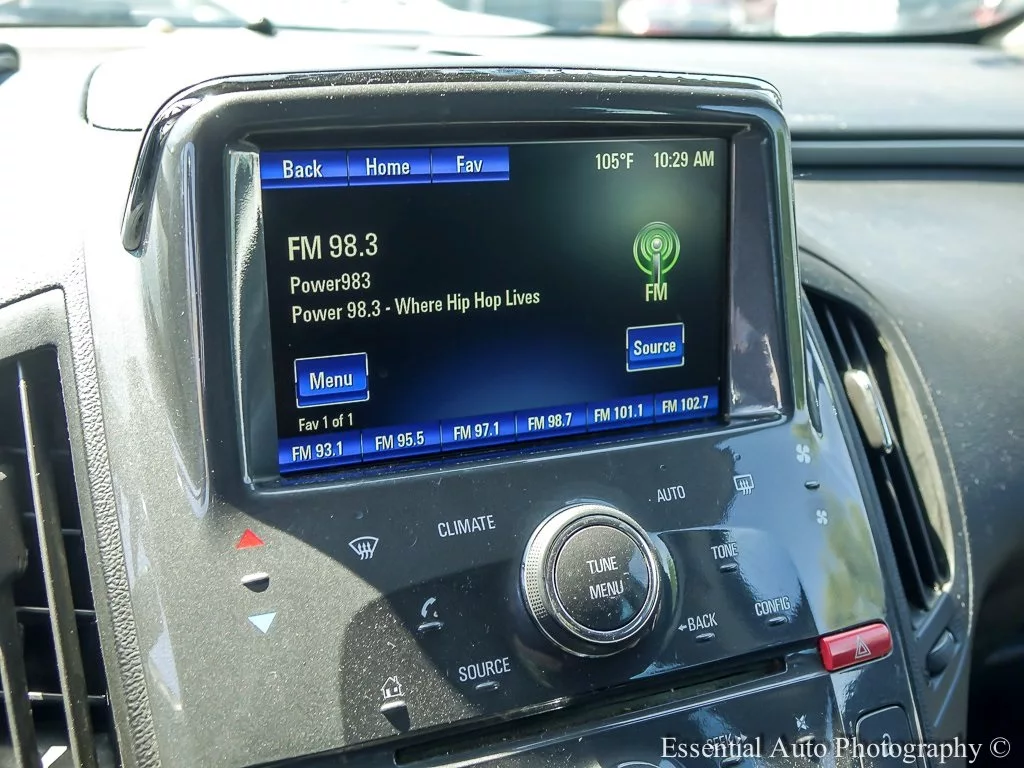 Back Home Fav 105°F 10:29 AM
FM 98.3
Power983
Power 98.3 - Where Hip Hop Lives
FM
Source
Menu
Fav 1 of 1
FM 93.1 FM 95.5 FM 97.1 FM 98.7 FM 101.1 FM 102.7
AUTO
CLIMATE
TUNE
MENU
TONE
BACK
CONFIG
SOURCE
SEEK
Essential Auto Photography ©